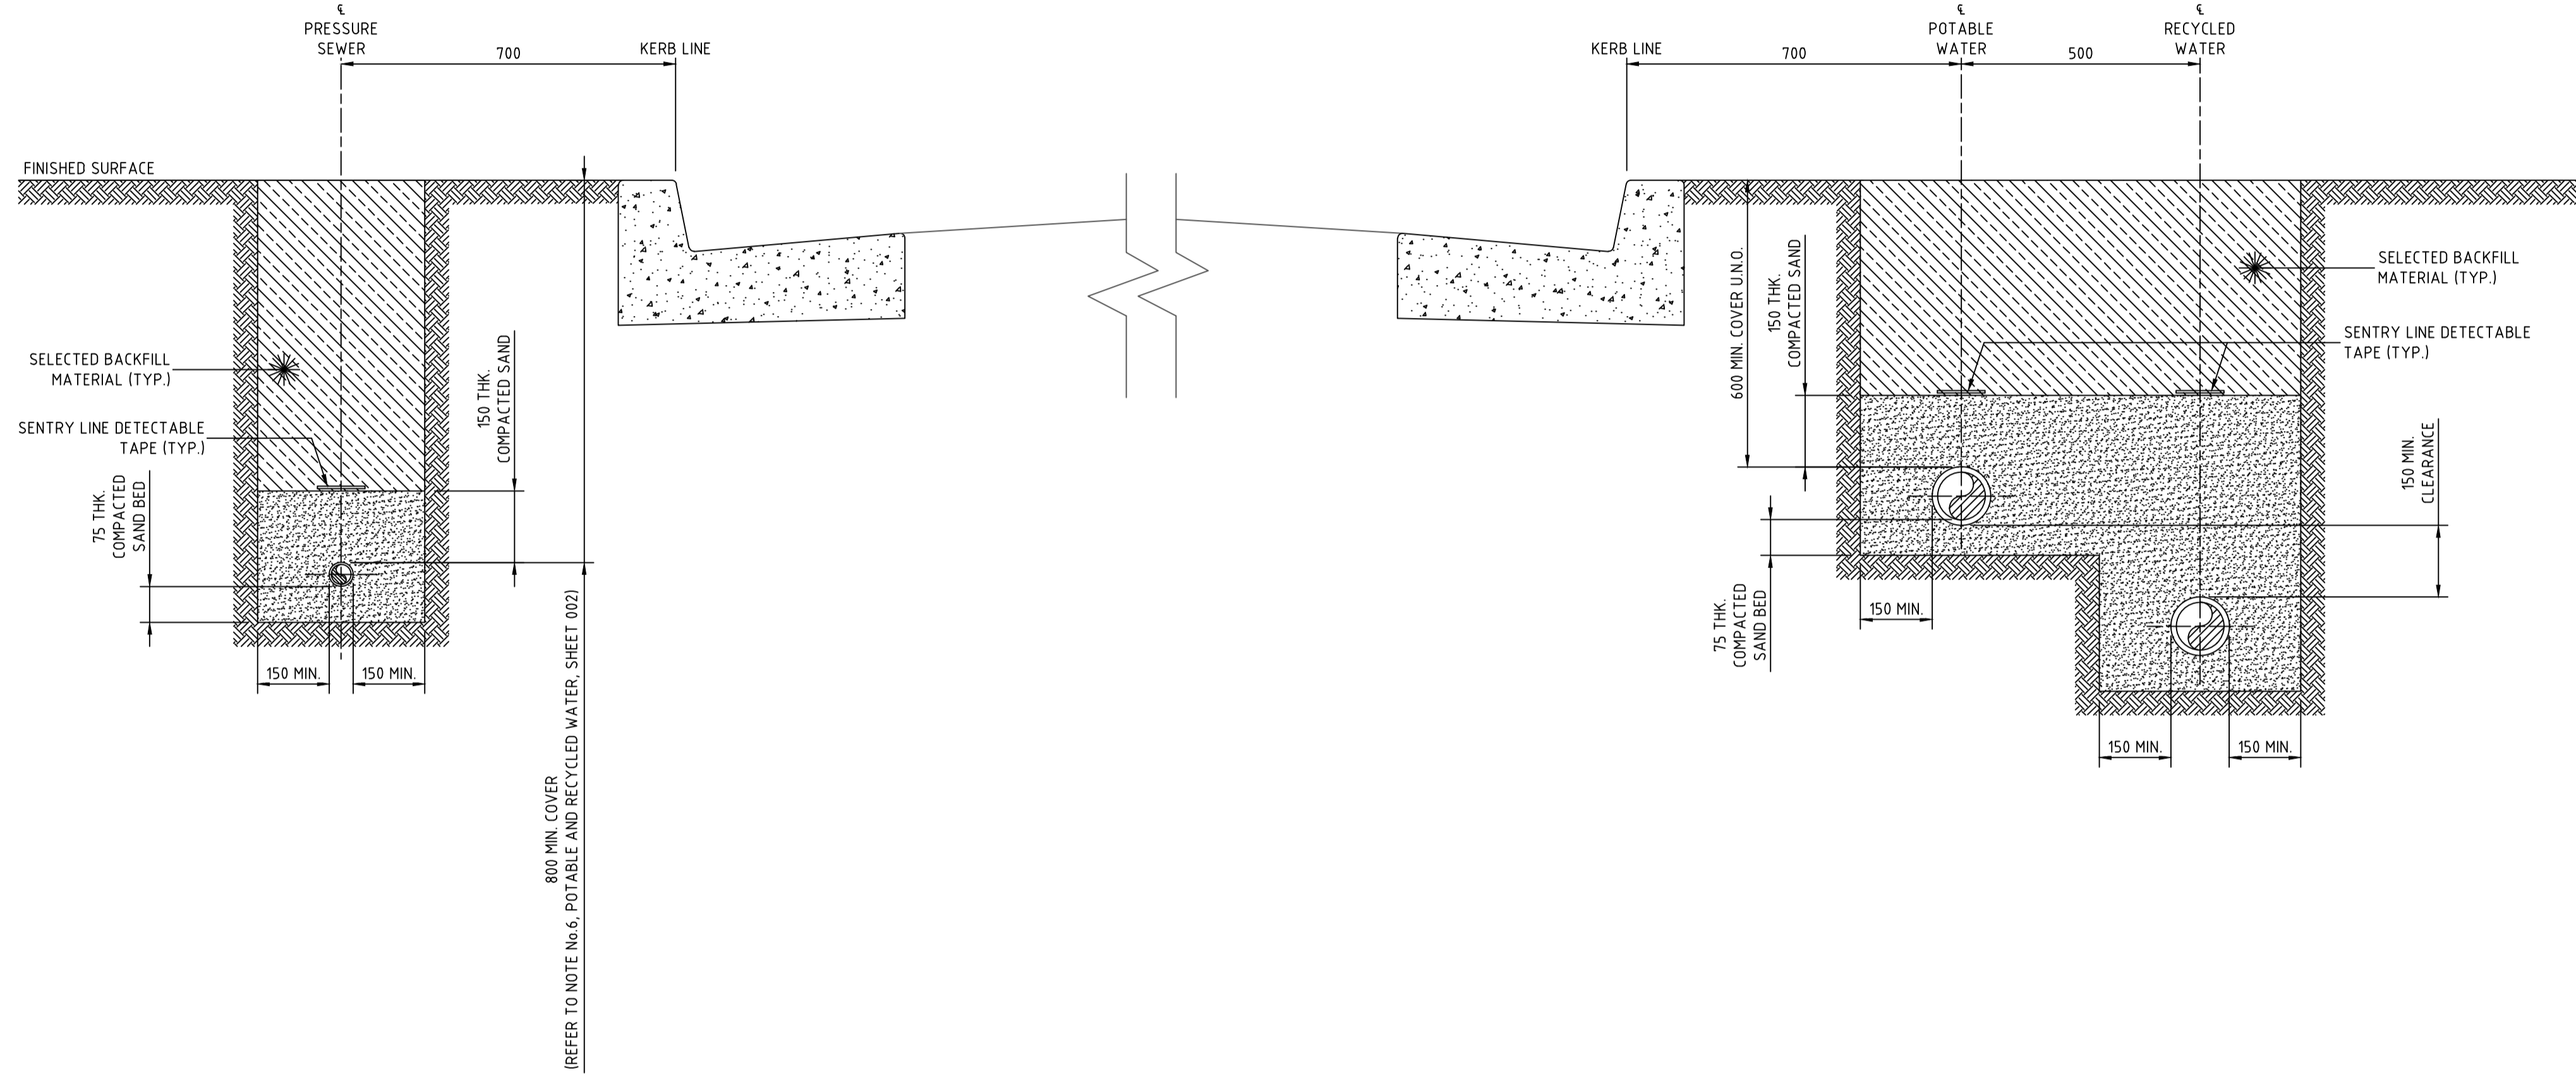 ℄
PRESSURE
SEWER
700
KERB LINE
KERB LINE
700
℄
POTABLE
WATER
500
℄
RECYCLED
WATER
FINISHED SURFACE
SELECTED BACKFILL
MATERIAL (TYP.)
SENTRY LINE DETECTABLE
TAPE (TYP.)
75 THK.
COMPACTED
SAND BED
150 MIN.
150 MIN.
150 THK.
COMPACTED SAND
800 MIN. COVER
(REFER TO NOTE No.6, POTABLE AND RECYCLED WATER, SHEET 002)
600 MIN. COVER U.N.O.
150 THK.
COMPACTED SAND
75 THK.
COMPACTED
SAND BED
150 MIN.
SELECTED BACKFILL
MATERIAL (TYP.)
SENTRY LINE DETECTABLE
TAPE (TYP.)
150 MIN.
CLEARANCE
150 MIN.
150 MIN.